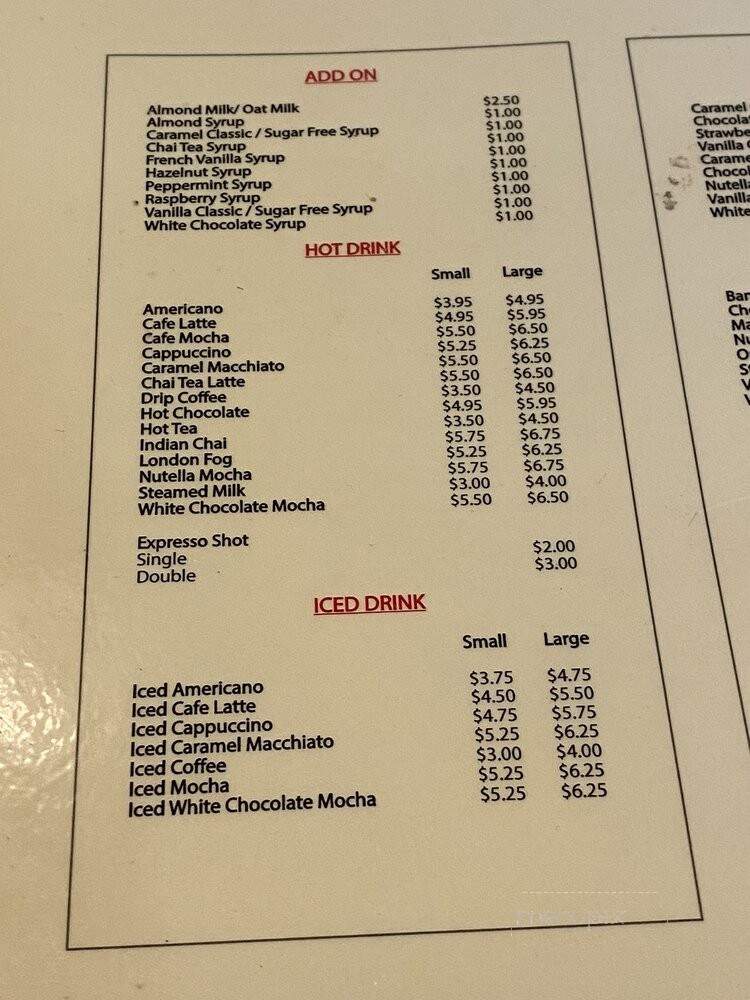 ADD ON
Almond Milk/ Oat Milk $2.50
Almond Syrup $1.00
Caramel Classic / Sugar Free Syrup $1.00
Chai Tea Syrup $1.00
French Vanilla Syrup $1.00
Hazelnut Syrup $1.00
Peppermint Syrup $1.00
Raspberry Syrup $1.00
Vanilla Classic / Sugar Free Syrup $1.00
White Chocolate Syrup $1.00
HOT DRINK
Small Large
Americano $3.95 $4.95
Cafe Latte $4.95 $5.95
Cafe Mocha $5.50 $6.50
Cappuccino $5.25 $6.25
Caramel Macchiato $5.50 $6.50
Chai Tea Latte $5.50 $6.50
Drip Coffee $3.50 $4.50
Hot Chocolate $4.95 $5.95
Hot Tea $3.50 $4.50
Indian Chai $5.75 $6.75
London Fog $5.25 $6.25
Nutella Mocha $5.75 $6.75
Steamed Milk $3.00 $4.00
White Chocolate Mocha $5.50 $6.50
Expresso Shot
Single $2.00
Double $3.00
ICED DRINK
Small Large
Iced Americano $3.75 $4.75
Iced Cafe Latte $4.50 $5.50
Iced Cappuccino $4.75 $5.75
Iced Caramel Macchiato $5.25 $6.25
Iced Coffee $3.00 $4.00
Iced Mocha $5.25 $6.25
Iced White Chocolate Mocha $5.25 $6.25
Caramel
Vanilla
Nutella
White